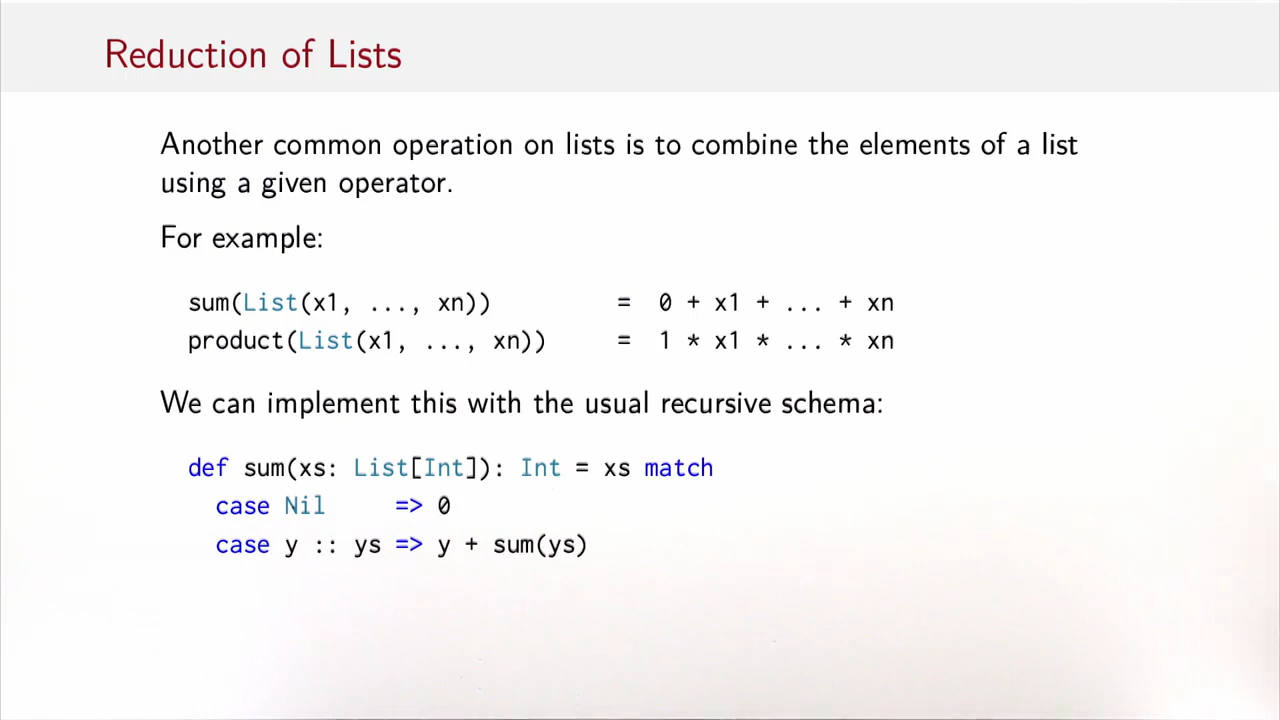 Reduction of Lists
Another common operation on lists is to combine the elements of a list
using a given operator.
For example:
sum(List(x1, ..., xn)) = 0 + x1 + ... + xn
product(List(x1, ..., xn)) = 1 * x1 * ... * xn
We can implement this with the usual recursive schema:
def sum(xs: List[Int]): Int = xs match
case Nil => 0
case y :: ys => y + sum(ys)